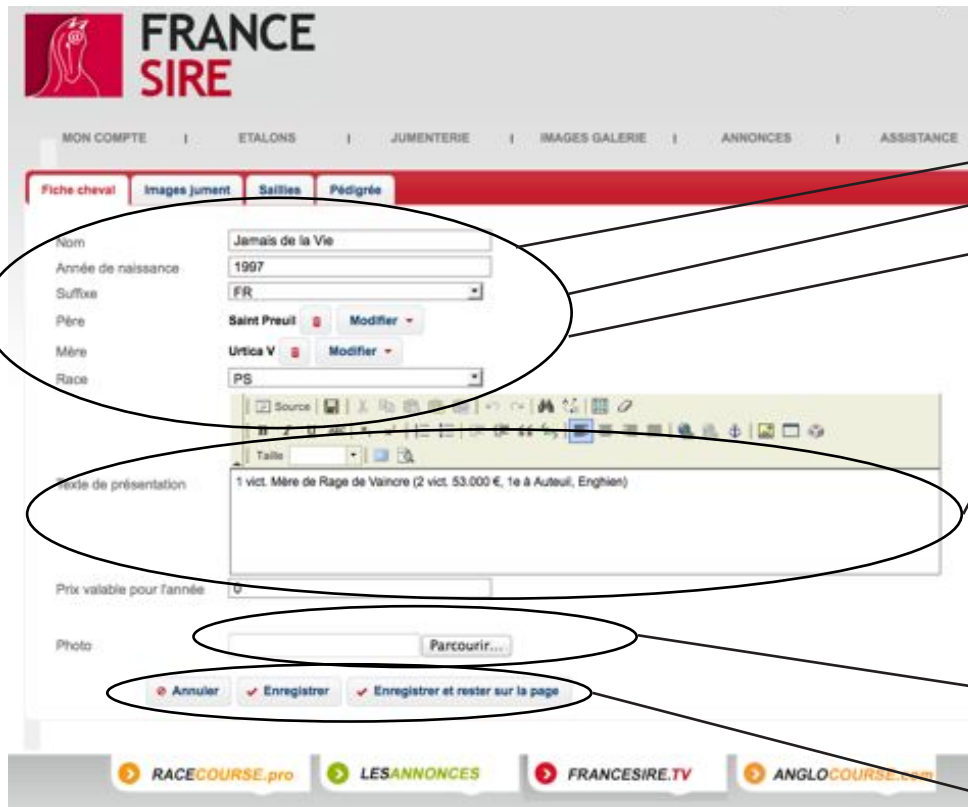 FRANCE
SIRE
MON COMPTE | ETALONS | JUMENTERIE | IMAGES GALERIE | ANNONCES | ASSISTANCE
Fiche cheval Images jument Saillies Pédigrée
Nom Jamais de la Vie
Année de naissance 1997
Suffixe FR
Père Saint Preuil Modifier
Mère Urtica V Modifier
Race PS
Source
B I U ABC
Taille
Texte de présentation 1 vict. Mère de Rage de Vaincre (2 vict. 53.000 €, 1e à Auteuil, Enghien)
Prix valable pour l'année 0
Photo Parcourir...
Annuler Enregistrer Enregistrer et rester sur la page
RACECOURSE.pro LESANNONCES FRANCESIRE.TV ANGLOCOURSE.com